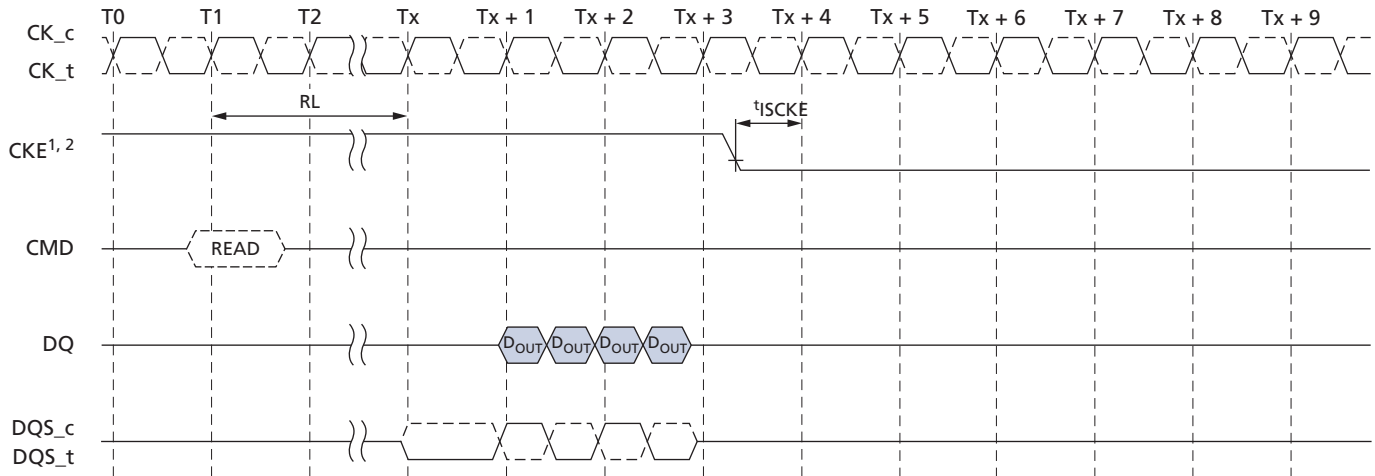 T0 T1 T2 Tx Tx + 1 Tx + 2 Tx + 3 Tx + 4 Tx + 5 Tx + 6 Tx + 7 Tx + 8 Tx + 9
CK_c
CK_t
RL
tISCKE
CKE1, 2
CMD
READ
DQ
DOUT DOUT DOUT DOUT
DQS_c
DQS_t